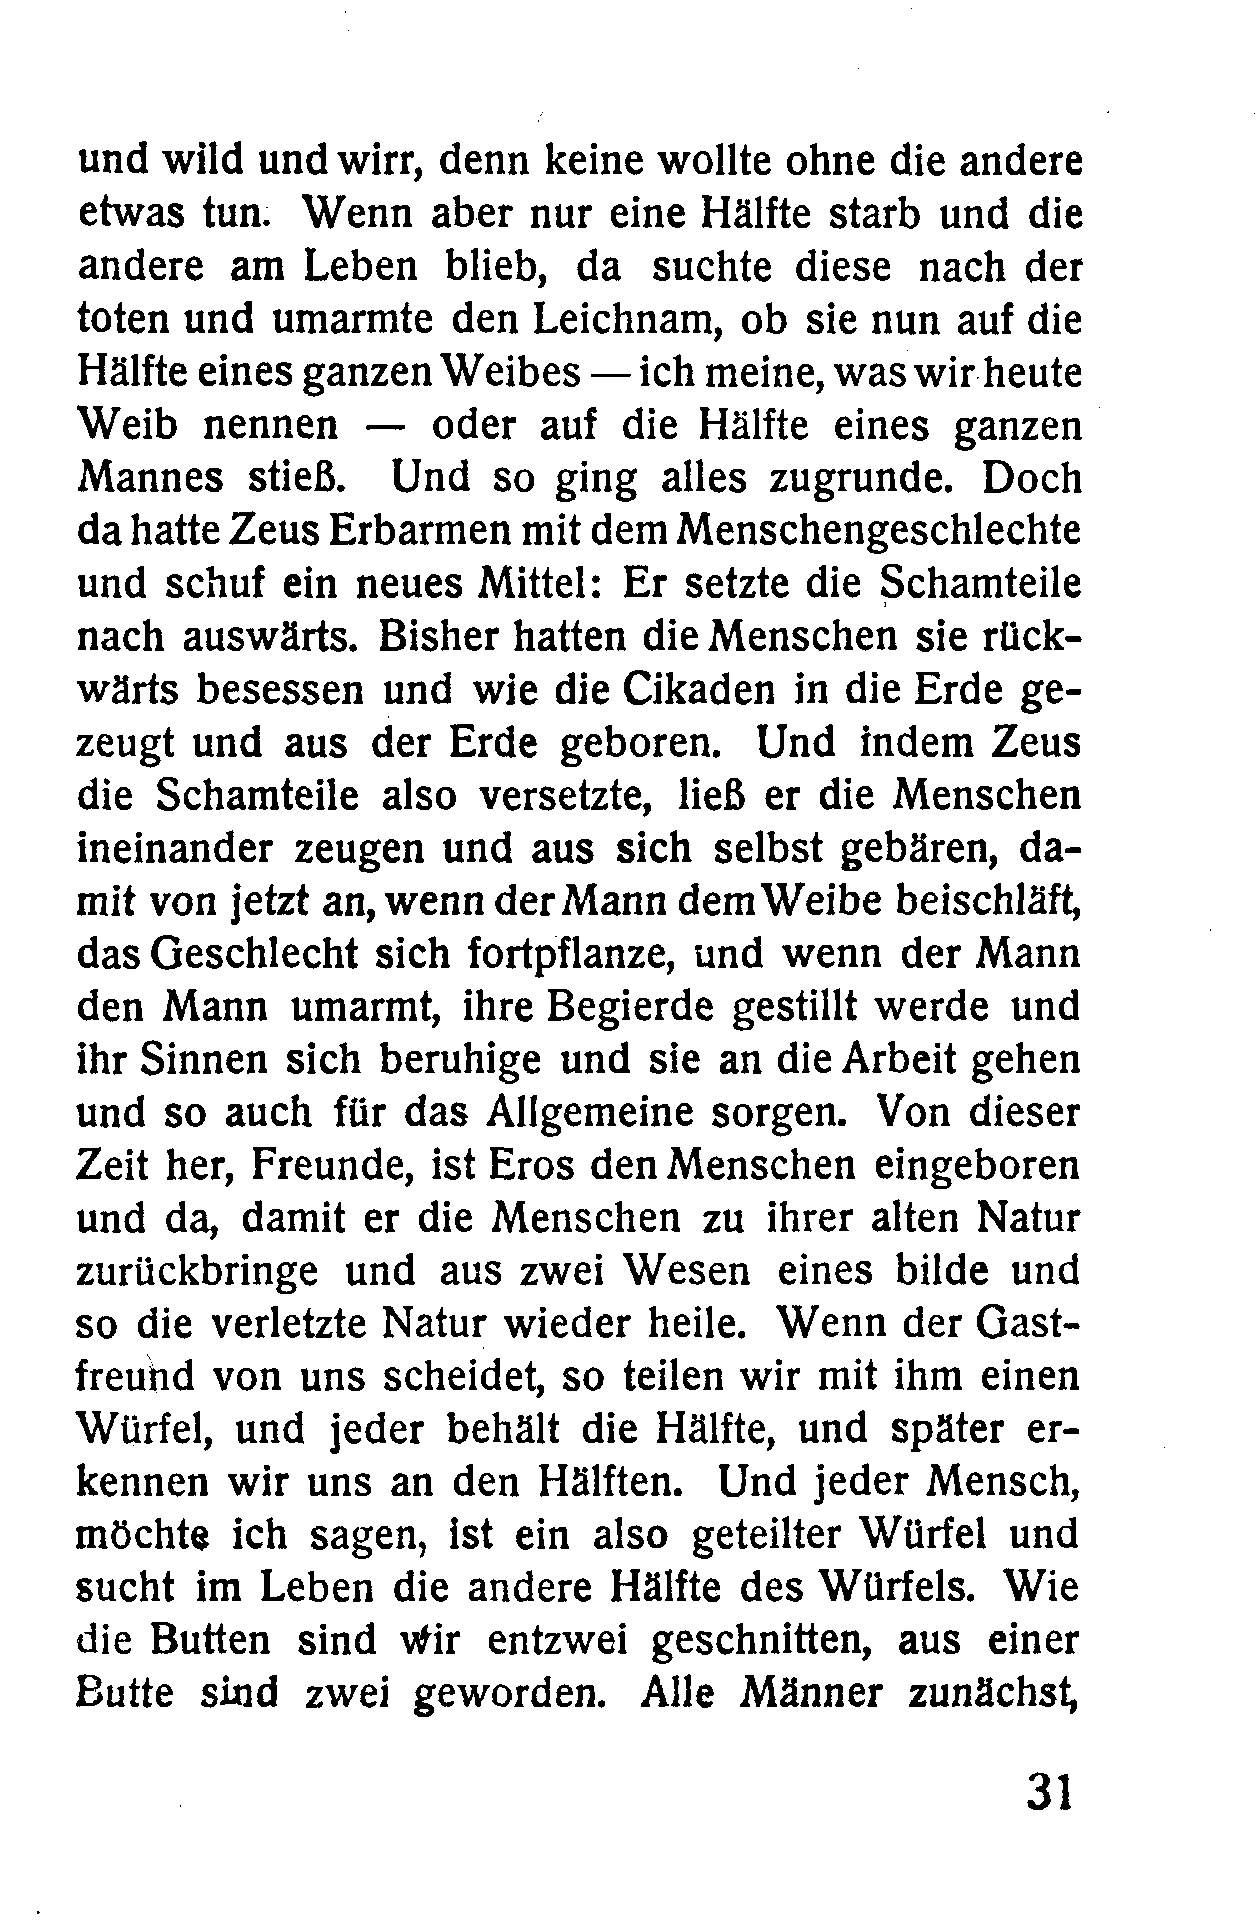 und wild und wirr, denn keine wollte ohne die andere
etwas tun. Wenn aber nur eine Hälfte starb und die
andere am Leben blieb, da suchte diese nach der
toten und umarmte den Leichnam, ob sie nun auf die
Hälfte eines ganzen Weibes — ich meine, was wir heute
Weib nennen — oder auf die Hälfte eines ganzen
Mannes stieß. Und so ging alles zugrunde. Doch
da hatte Zeus Erbarmen mit dem Menschengeschlechte
und schuf ein neues Mittel: Er setzte die Schamteile
nach auswärts. Bisher hatten die Menschen sie rück-
wärts besessen und wie die Cikaden in die Erde ge-
zeugt und aus der Erde geboren. Und indem Zeus
die Schamteile also versetzte, ließ er die Menschen
ineinander zeugen und aus sich selbst gebären, da-
mit von jetzt an, wenn der Mann dem Weibe beischläft,
das Geschlecht sich fortpflanze, und wenn der Mann
den Mann umarmt, ihre Begierde gestillt werde und
ihr Sinnen sich beruhige und sie an die Arbeit gehen
und so auch für das Allgemeine sorgen. Von dieser
Zeit her, Freunde, ist Eros den Menschen eingeboren
und da, damit er die Menschen zu ihrer alten Natur
zurückbringe und aus zwei Wesen eines bilde und
so die verletzte Natur wieder heile. Wenn der Gast-
freund von uns scheidet, so teilen wir mit ihm einen
Würfel, und jeder behält die Hälfte, und später er-
kennen wir uns an den Hälften. Und jeder Mensch,
möchte ich sagen, ist ein also geteilter Würfel und
sucht im Leben die andere Hälfte des Würfels. Wie
die Butten sind wir entzwei geschnitten, aus einer
Butte sind zwei geworden. Alle Männer zunächst,
31